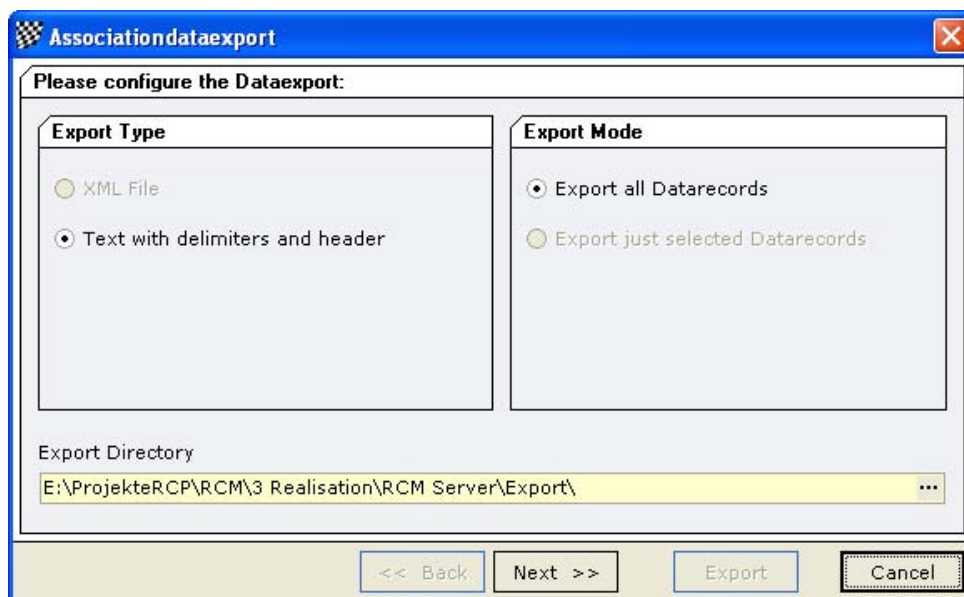 Associationdataexport
Please configure the Dataexport:
Export Type
XML File
Text with delimiters and header
Export Mode
Export all Datarecords
Export just selected Datarecords
Export Directory
E:\ProjekteRCP\RCM\3 Realisation\RCM Server\Export\
...
<< Back
Next >>
Export
Cancel